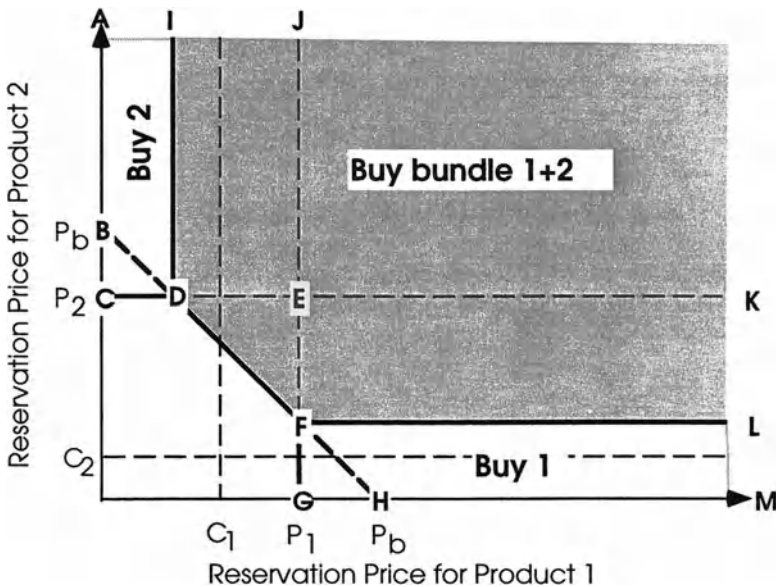 A I J
Reservation Price for Product 2
Buy 2
Buy bundle 1+2
Pb B
P2 C D E K
F L
C2 Buy 1
G H M
C1 P1 Pb
Reservation Price for Product 1